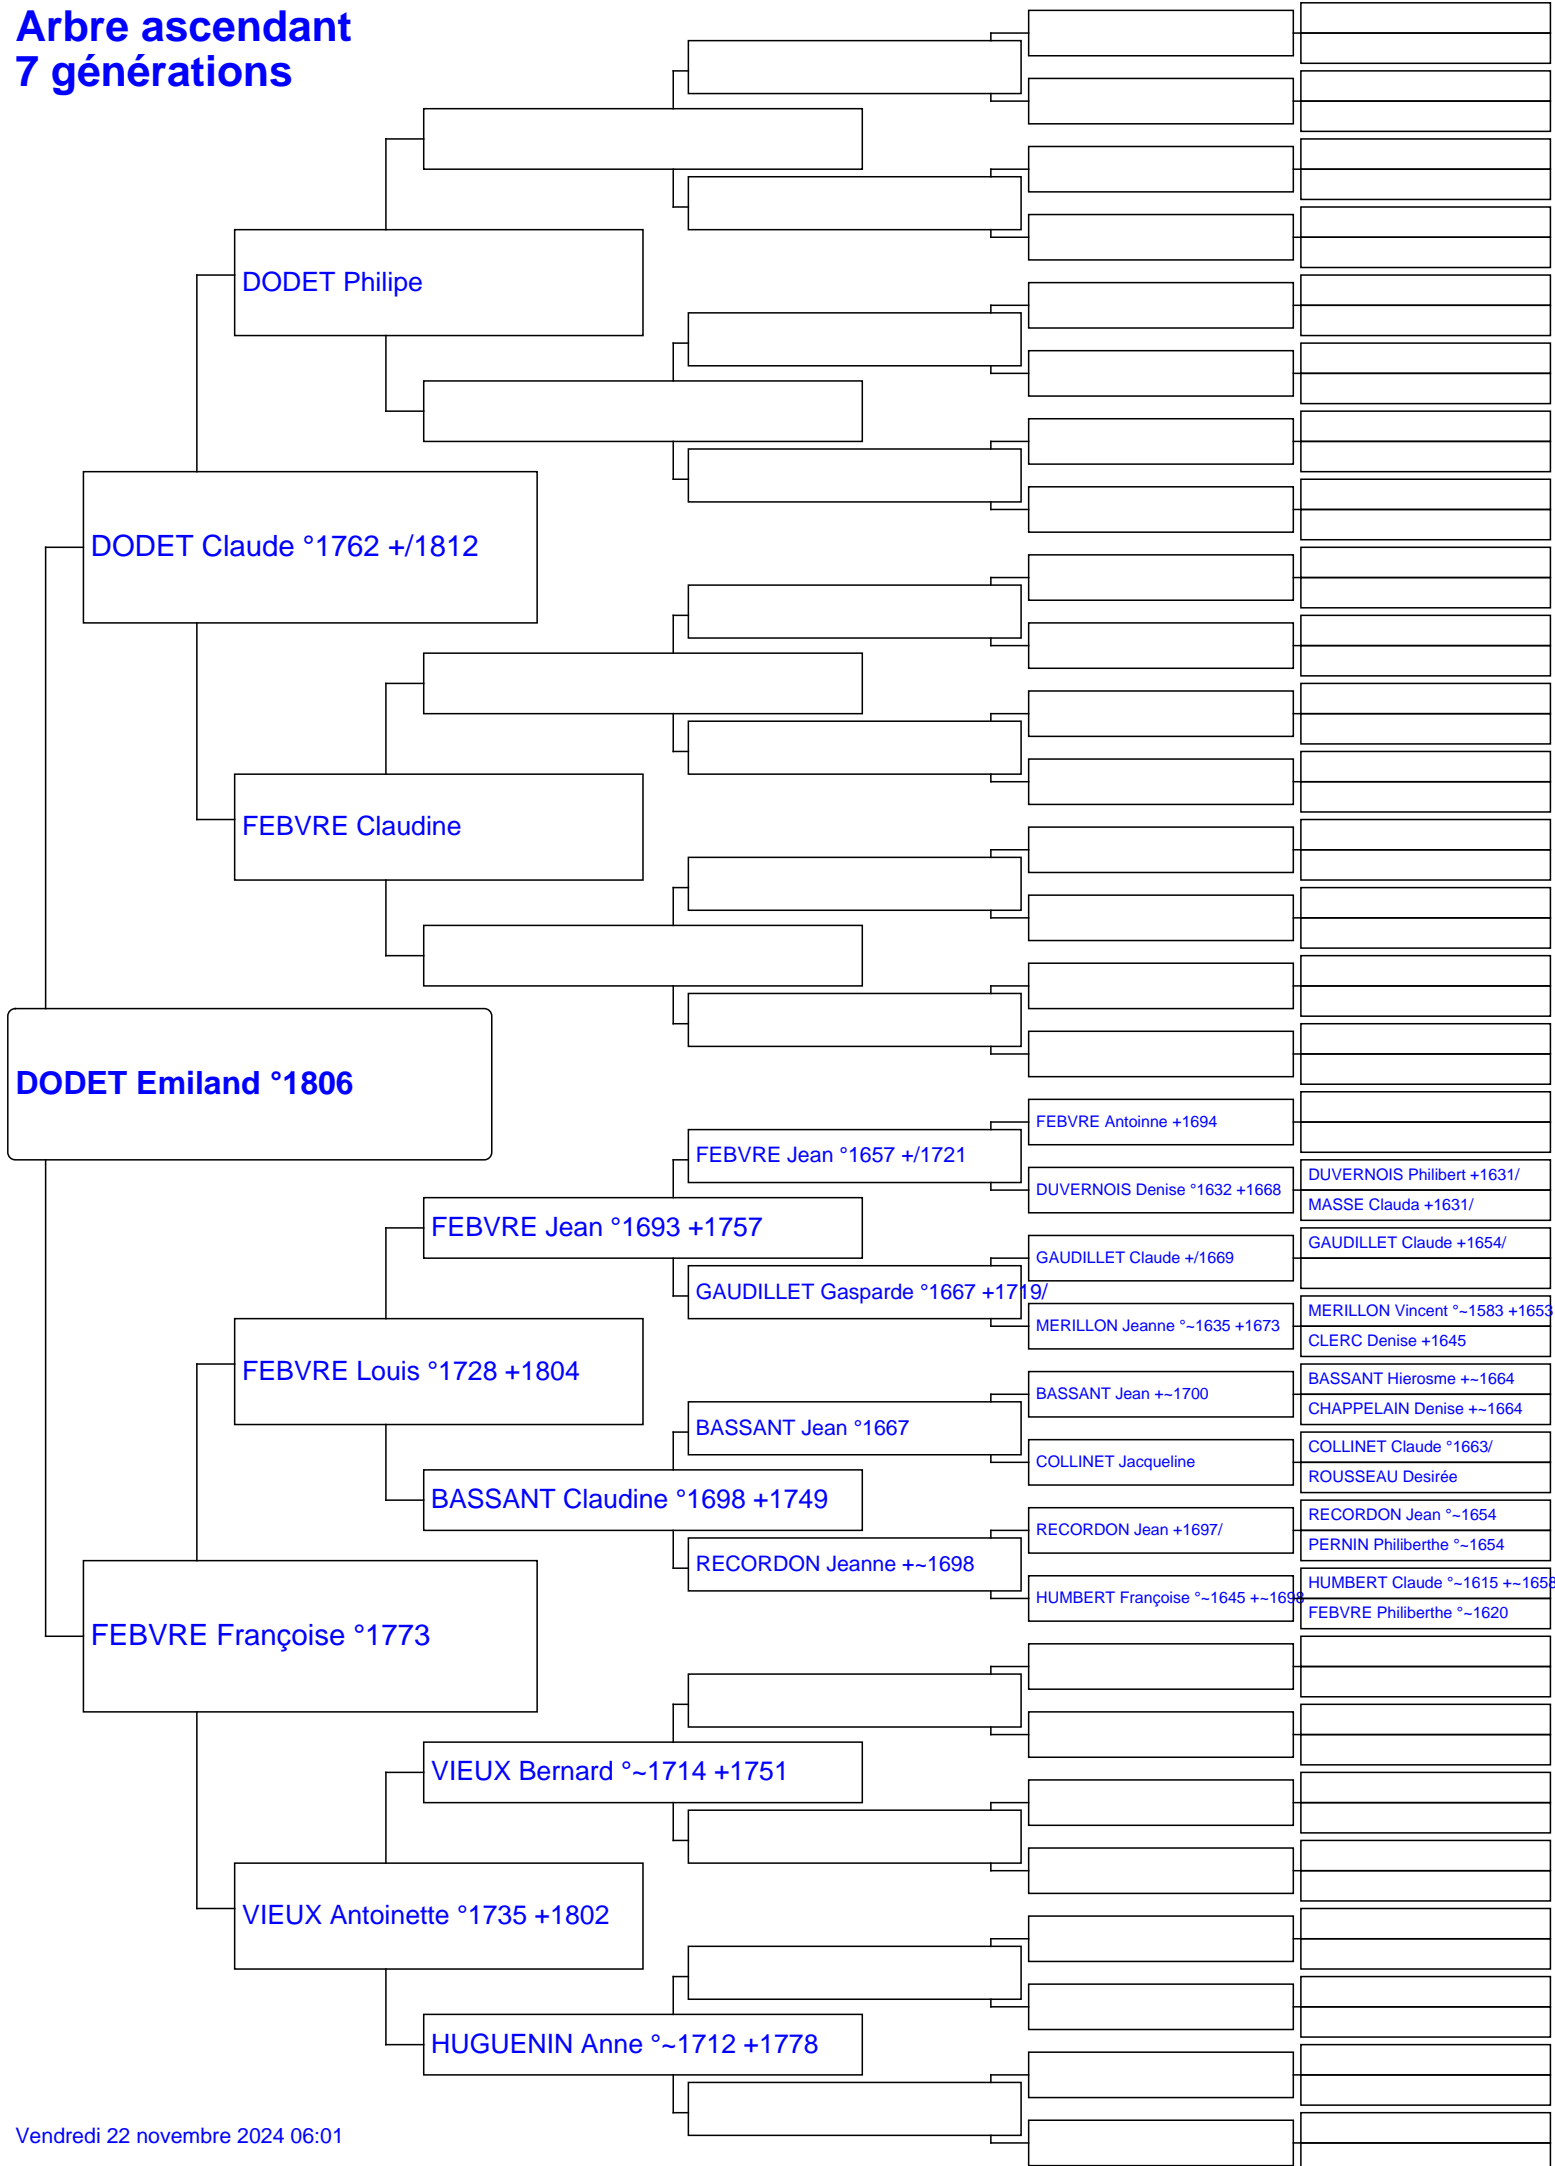 Arbre ascendant
7 générations
DODET Philipe
DODET Claude °1762 +/1812
FEBVRE Claudine
DODET Emiland °1806
FEBVRE Antoinne +1694
FEBVRE Jean °1657 +/1721
DUVERNOIS Denise °1632 +1668
DUVERNOIS Philibert +1631/
MASSE Clauda +1631/
FEBVRE Jean °1693 +1757
GAUDILLET Claude +/1669
GAUDILLET Claude +1654/
GAUDILLET Gasparde °1667 +1719/
MERILLON Jeanne °~1635 +1673
MERILLON Vincent °~1583 +1653
CLERC Denise +1645
FEBVRE Louis °1728 +1804
BASSANT Jean +~1700
BASSANT Hierosme +~1664
CHAPPELAIN Denise +~1664
BASSANT Jean °1667
COLLINET Jacqueline
COLLINET Claude °1663/
ROUSSEAU Desirée
BASSANT Claudine °1698 +1749
RECORDON Jean +1697/
RECORDON Jean °~1654
PERNIN Philiberthe °~1654
RECORDON Jeanne +~1698
HUMBERT Françoise °~1645 +~1698
HUMBERT Claude °~1615 +~1658
FEBVRE Philiberthe °~1620
FEBVRE Françoise °1773
VIEUX Bernard °~1714 +1751
VIEUX Antoinette °1735 +1802
HUGUENIN Anne °~1712 +1778
Vendredi 22 novembre 2024 06:01